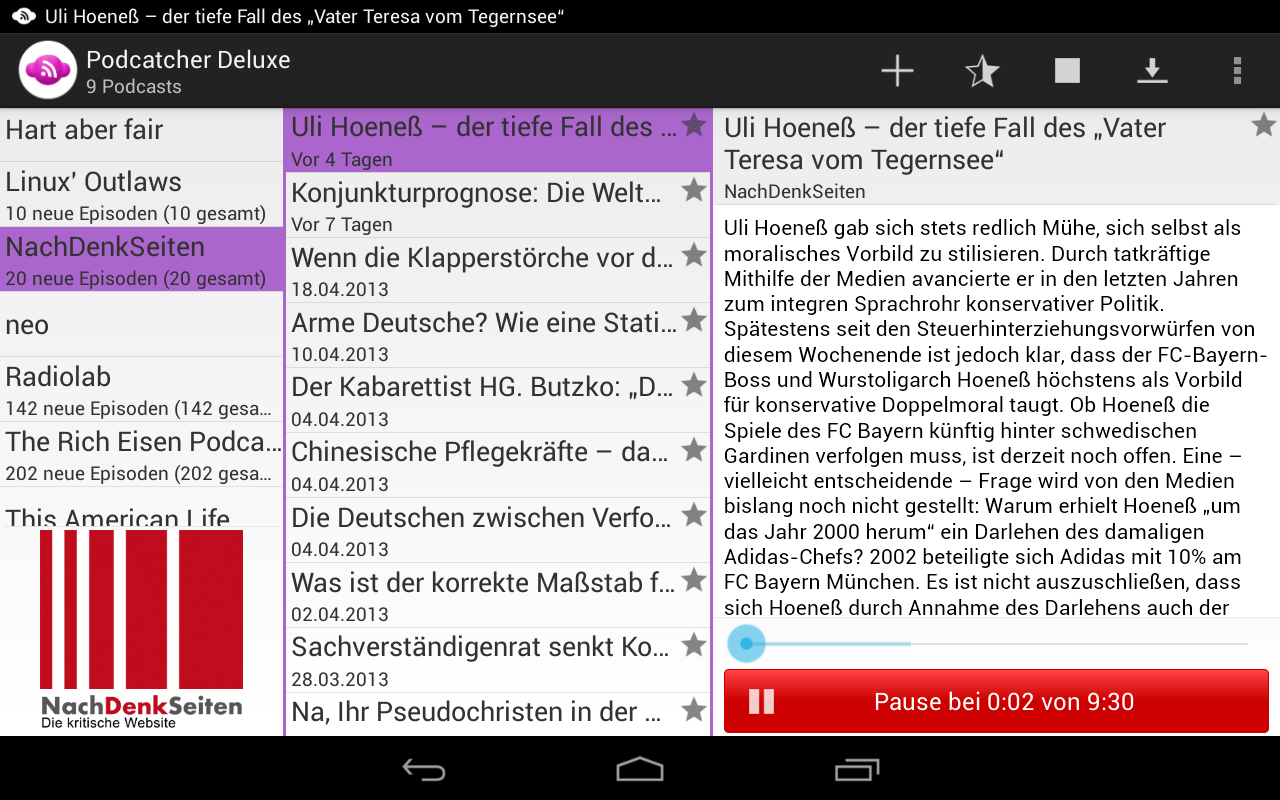 Uli Hoeneß – der tiefe Fall des „Vater Teresa vom Tegernsee“
Podcatcher Deluxe
9 Podcasts
Hart aber fair
Linux' Outlaws
10 neue Episoden (10 gesamt)
NachDenkSeiten
20 neue Episoden (20 gesamt)
neo
Radiolab
142 neue Episoden (142 gesa…
The Rich Eisen Podca…
202 neue Episoden (202 gesa…
This American Life
NachDenkSeiten
Die kritische Website
Uli Hoeneß – der tiefe Fall des …
Vor 4 Tagen
Konjunkturprognose: Die Welt…
Vor 7 Tagen
Wenn die Klapperstörche vor d…
18.04.2013
Arme Deutsche? Wie eine Stati…
10.04.2013
Der Kabarettist HG. Butzko: „D…
04.04.2013
Chinesische Pflegekräfte – da…
04.04.2013
Die Deutschen zwischen Verfo…
04.04.2013
Was ist der korrekte Maßstab f…
02.04.2013
Sachverständigenrat senkt Ko…
28.03.2013
Na, Ihr Pseudochristen in der …
Uli Hoeneß – der tiefe Fall des „Vater
Teresa vom Tegernsee“
NachDenkSeiten
Uli Hoeneß gab sich stets redlich Mühe, sich selbst als
moralisches Vorbild zu stilisieren. Durch tatkräftige
Mithilfe der Medien avancierte er in den letzten Jahren
zum integren Sprachrohr konservativer Politik.
Spätestens seit den Steuerhinterziehungsvorwürfen von
diesem Wochenende ist jedoch klar, dass der FC-Bayern-
Boss und Wurstoligarch Hoeneß höchstens als Vorbild
für konservative Doppelmoral taugt. Ob Hoeneß die
Spiele des FC Bayern künftig hinter schwedischen
Gardinen verfolgen muss, ist derzeit noch offen. Eine –
vielleicht entscheidende – Frage wird von den Medien
bislang noch nicht gestellt: Warum erhielt Hoeneß „um
das Jahr 2000 herum“ ein Darlehen des damaligen
Adidas-Chefs? 2002 beteiligte sich Adidas mit 10% am
FC Bayern München. Es ist nicht auszuschließen, dass
sich Hoeneß durch Annahme des Darlehens auch der
Pause bei 0:02 von 9:30